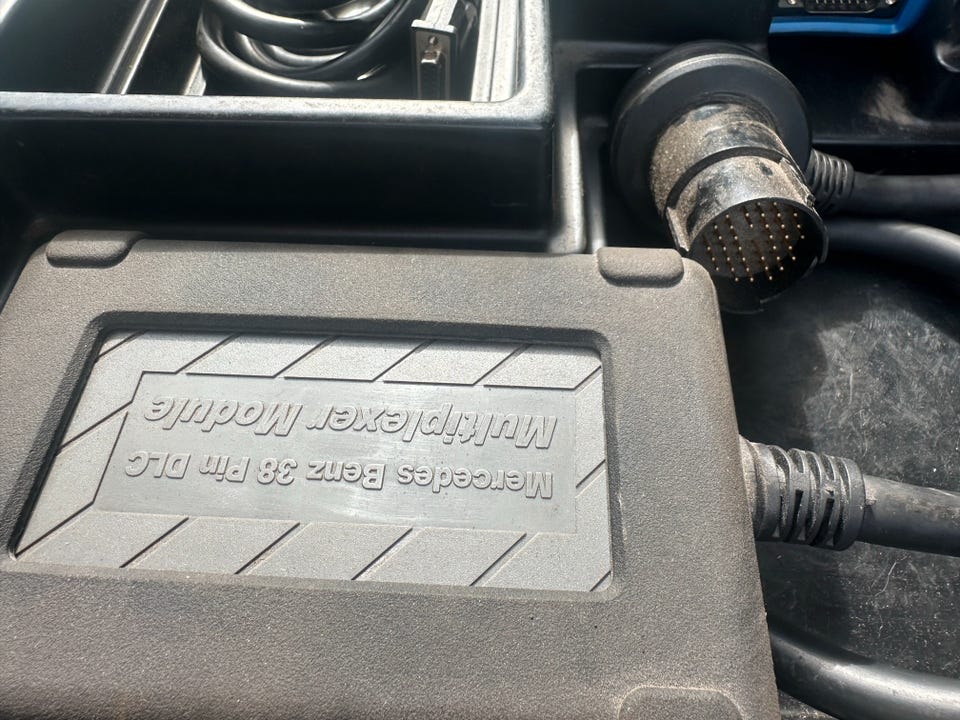 Mercedes Benz 38 Pin DLC
Multiplexer Module